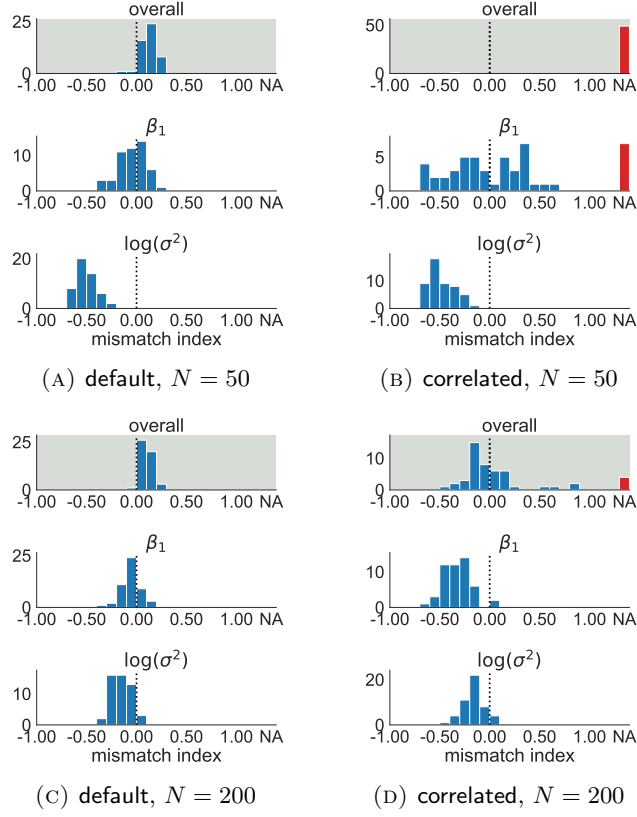 overall
25
0
-1.00 -0.50 0.00 0.50 1.00 NA
β₁
10
0
-1.00 -0.50 0.00 0.50 1.00 NA
log(σ²)
20
10
0
-1.00 -0.50 0.00 0.50 1.00 NA
mismatch index
(A) default, N = 50
overall
50
0
-1.00 -0.50 0.00 0.50 1.00 NA
β₁
5
0
-1.00 -0.50 0.00 0.50 1.00 NA
log(σ²)
10
0
-1.00 -0.50 0.00 0.50 1.00 NA
mismatch index
(B) correlated, N = 50
overall
25
0
-1.00 -0.50 0.00 0.50 1.00 NA
β₁
25
0
-1.00 -0.50 0.00 0.50 1.00 NA
log(σ²)
10
0
-1.00 -0.50 0.00 0.50 1.00 NA
mismatch index
(C) default, N = 200
overall
10
0
-1.00 -0.50 0.00 0.50 1.00 NA
β₁
10
0
-1.00 -0.50 0.00 0.50 1.00 NA
log(σ²)
20
0
-1.00 -0.50 0.00 0.50 1.00 NA
mismatch index
(D) correlated, N = 200